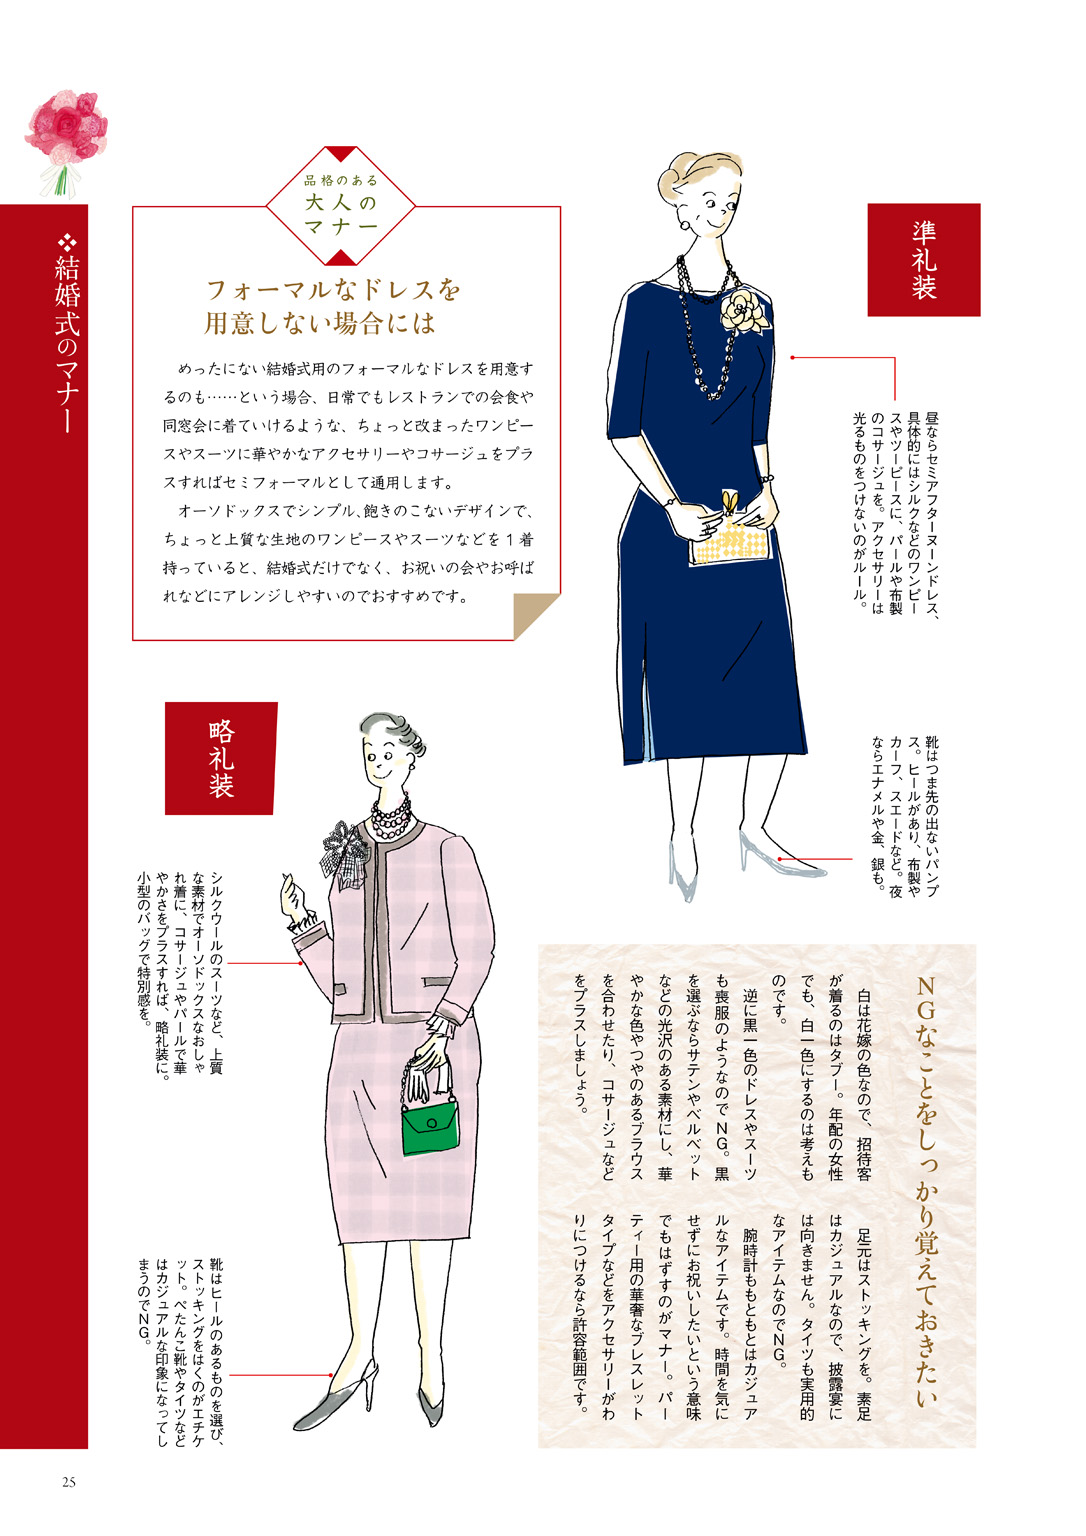 ❖結婚式のマナー
準礼装
昼ならセミアフターヌーンドレス、
具体的にはシルクなどのワンピー
スやツーピースに、パールや布製
のコサージュを。アクセサリーは
光るものをつけないのがルール。
靴はつま先の出ないパンプ
ス。ヒールがあり、布製や
カーフ、スエードなど。夜
ならエナメルや金、銀も。
品格のある
大人の
マナー
フォーマルなドレスを
用意しない場合には
めったにない結婚式用のフォーマルなドレスを用意す
るのも……という場合、日常でもレストランでの会食や
同窓会に着ていけるような、ちょっと改まったワンピー
スやスーツに華やかなアクセサリーやコサージュをプラ
スすればセミフォーマルとして通用します。
オーソドックスでシンプル、飽きのこないデザインで、
ちょっと上質な生地のワンピースやスーツなどを1着
持っていると、結婚式だけでなく、お祝いの会やお呼ば
れなどにアレンジしやすいのでおすすめです。
略礼装
シルクウールのスーツなど、上質
な素材でオーソドックスなおしゃ
れ着に、コサージュやパールで華
やかさをプラスすれば、略礼装に。
小型のバッグで特別感を。
靴はヒールのあるものを選び、
ストッキングをはくのがエチケ
ット。ぺたんこ靴やタイツなど
はカジュアルな印象になってし
まうのでNG。
NGなことをしっかり覚えておきたい
白は花嫁の色なので、招待客
が着るのはタブー。年配の女性
でも、白一色にするのは考えも
のです。
逆に黒一色のドレスやスーツ
も喪服のようなのでNG。黒
を選ぶならサテンやベルベット
などの光沢のある素材にし、華
やかな色やつやのあるブラウス
を合わせたり、コサージュなど
をプラスしましょう。
足元はストッキングを。素足
はカジュアルなので、披露宴に
は向きません。タイツも実用的
なアイテムなのでNG。
腕時計ももともとはカジュア
ルなアイテムです。時間を気に
せずにお祝いしたいという意味
でもはずすのがマナー。パー
ティー用の華奢なブレスレット
タイプなどをアクセサリーがわ
りにつけるなら許容範囲です。
25